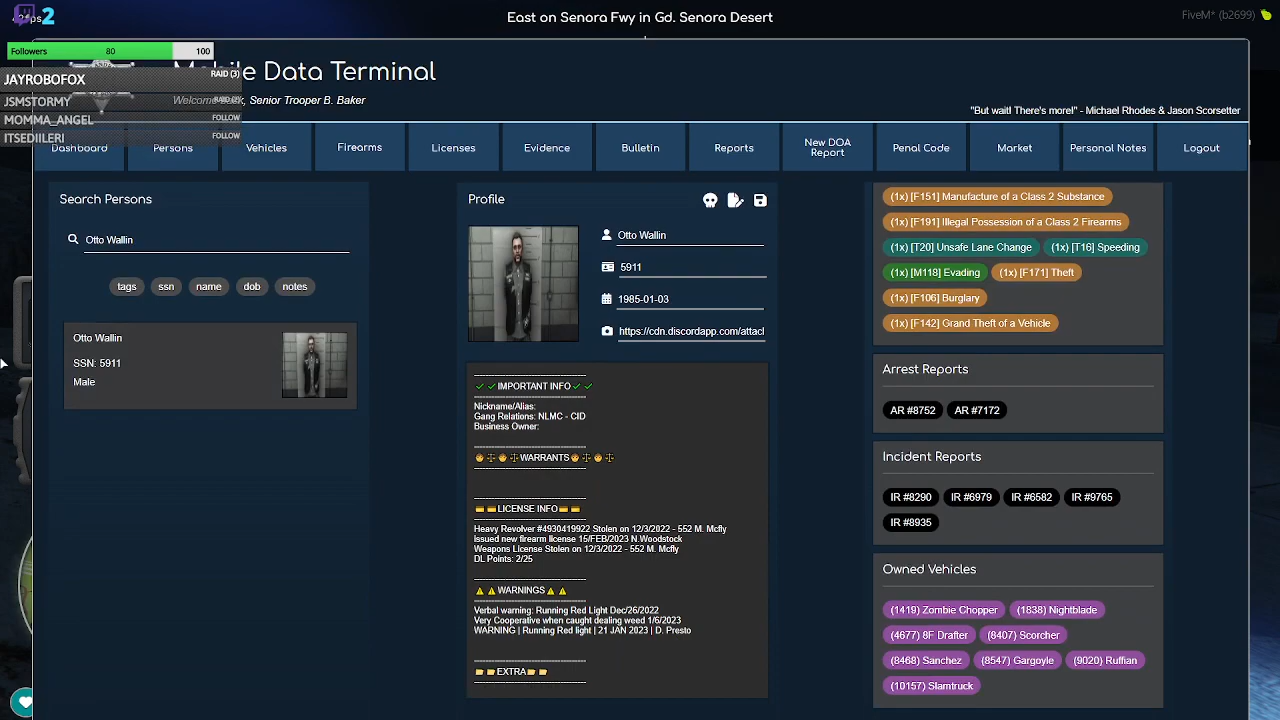 2
East on Senora Fwy in Gd. Senora Desert
FiveM* (b2699)
Followers 80 100
JAYROBOFOX RAID (3)
JSMSTORMY
MOMMA_ANGEL FOLLOW
ITSEDIILERI FOLLOW
Data Terminal
Senior Trooper B. Baker
"But wait! There's more!" - Michael Rhodes & Jason Scorsetter
Dashboard
Persons
Vehicles
Firearms
Licenses
Evidence
Bulletin
Reports
New DOA
Report
Penal Code
Market
Personal Notes
Logout
Search Persons
Otto Wallin
tags ssn name dob notes
Otto Wallin
SSN: 5911
Male
Profile
Otto Wallin
5911
1985-01-03
https://cdn.discordapp.com/attacl
IMPORTANT INFO
Nickname/Alias:
Gang Relations: NLMC - CID
Business Owner:
WARRANTS
LICENSE INFO
Heavy Revolver #4930419922 Stolen on 12/3/2022 - 552 M. Mcfly
Issued new firearm license 15/FEB/2023 N.Woodstock
Weapons License Stolen on 12/3/2022 - 552 M. Mcfly
DL Points: 2/25
WARNINGS
Verbal warning: Running Red Light Dec/26/2022
Very Cooperative when caught dealing weed 1/6/2023
WARNING | Running Red light | 21 JAN 2023 | D. Presto
EXTRA
(1x) [F151] Manufacture of a Class 2 Substance
(1x) [F191] Illegal Possession of a Class 2 Firearms
(1x) [T20] Unsafe Lane Change (1x) [T16] Speeding
(1x) [M118] Evading (1x) [F171] Theft
(1x) [F106] Burglary
(1x) [F142] Grand Theft of a Vehicle
Arrest Reports
AR #8752 AR #7172
Incident Reports
IR #8290 IR #6979 IR #6582 IR #9765
IR #8935
Owned Vehicles
(1419) Zombie Chopper (1838) Nightblade
(4677) 8F Drafter (6407) Scorcher
(8468) Sanchez (8547) Gargoyle (9020) Ruffian
(10157) Slamtruck